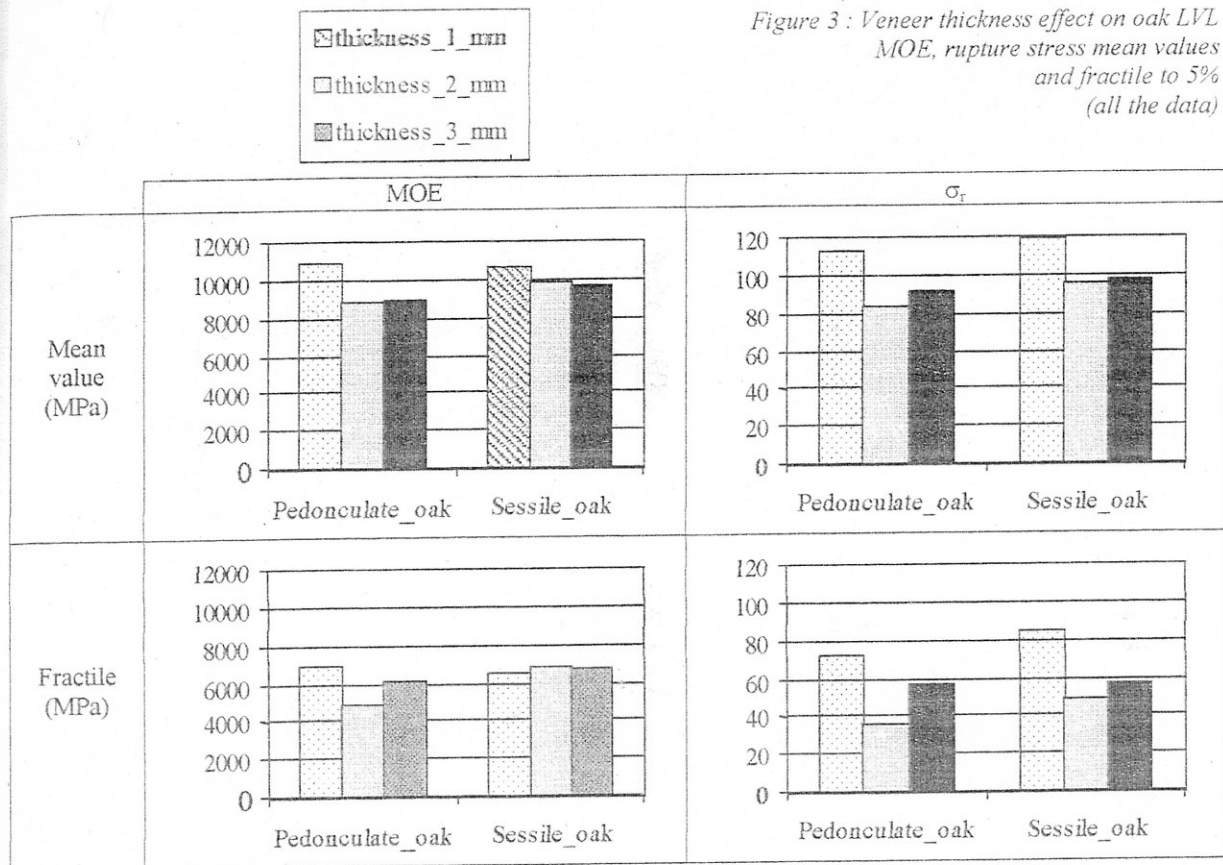 thickness_1_mm
thickness_2_mm
thickness_3_mm
Figure 3 : Veneer thickness effect on oak LVL
MOE, rupture stress mean values
and fractile to 5%
(all the data)
MOE
σr
Mean
value
(MPa)
12000
10000
8000
6000
4000
2000
0
Pedonculate_oak Sessile_oak
120
100
80
60
40
20
0
Pedonculate_oak Sessile_oak
Fractile
(MPa)
12000
10000
8000
6000
4000
2000
0
Pedonculate_oak Sessile_oak
120
100
80
60
40
20
0
Pedonculate_oak Sessile_oak